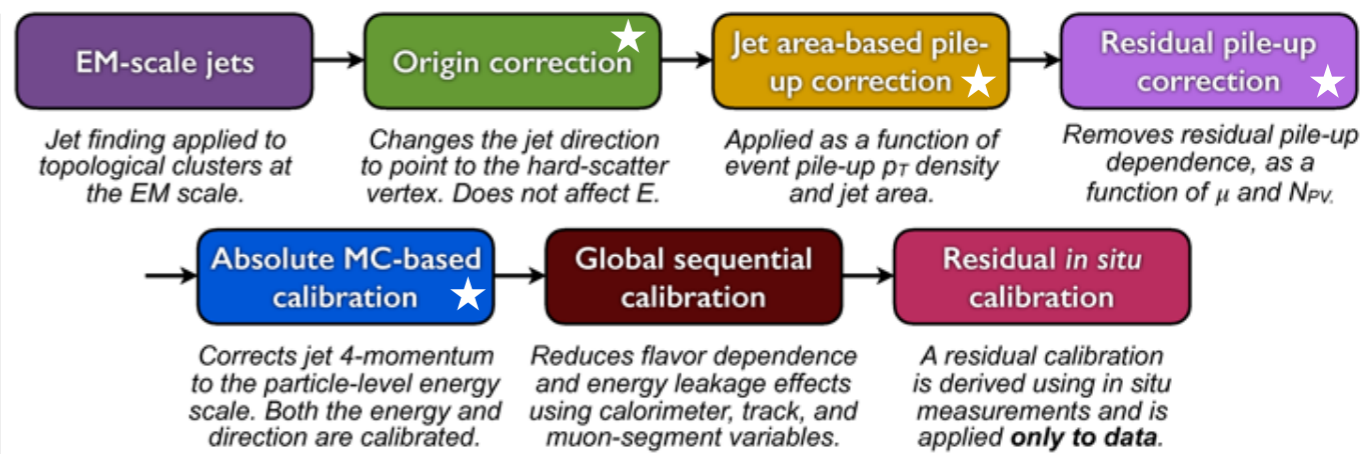 EM-scale jets
Origin correction
Jet area-based pile-
up correction
Residual pile-up
correction
Jet finding applied to
topological clusters at
the EM scale.
Changes the jet direction
to point to the hard-scatter
vertex. Does not affect E.
Applied as a function of
event pile-up pT density
and jet area.
Removes residual pile-up
dependence, as a
function of μ and NPV.
Absolute MC-based
calibration
Global sequential
calibration
Residual in situ
calibration
Corrects jet 4-momentum
to the particle-level energy
scale. Both the energy and
direction are calibrated.
Reduces flavor dependence
and energy leakage effects
using calorimeter, track, and
muon-segment variables.
A residual calibration
is derived using in situ
measurements and is
applied only to data.